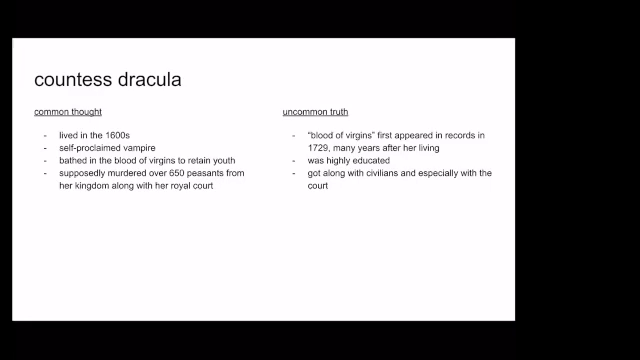 countess dracula
common thought
- lived in the 1600s
- self-proclaimed vampire
- bathed in the blood of virgins to retain youth
- supposedly murdered over 650 peasants from
her kingdom along with her royal court
uncommon truth
- "blood of virgins" first appeared in records in
1729, many years after her living
- was highly educated
- got along with civilians and especially with the
court